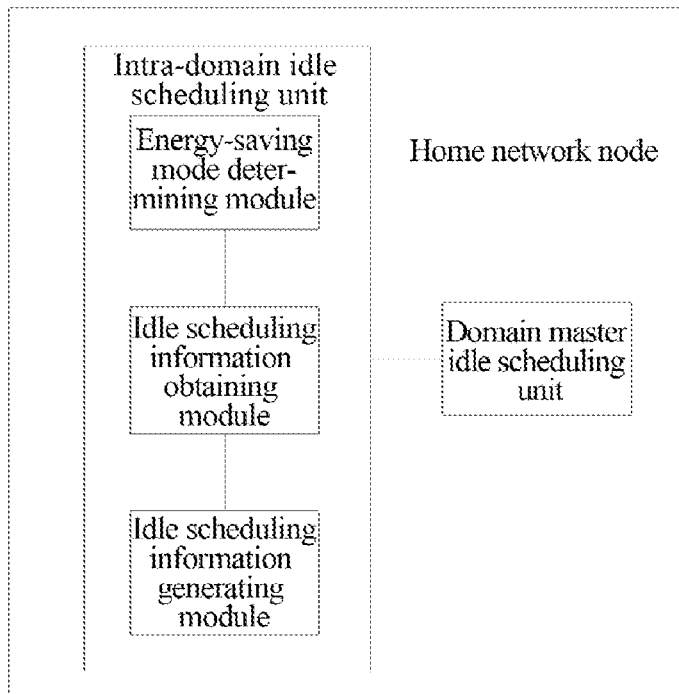 Intra-domain idle
scheduling unit
Energy-saving
mode deter-
mining module
Home network node
Idle scheduling
information
obtaining
module
Domain master
idle scheduling
unit
Idle scheduling
information
generating
module